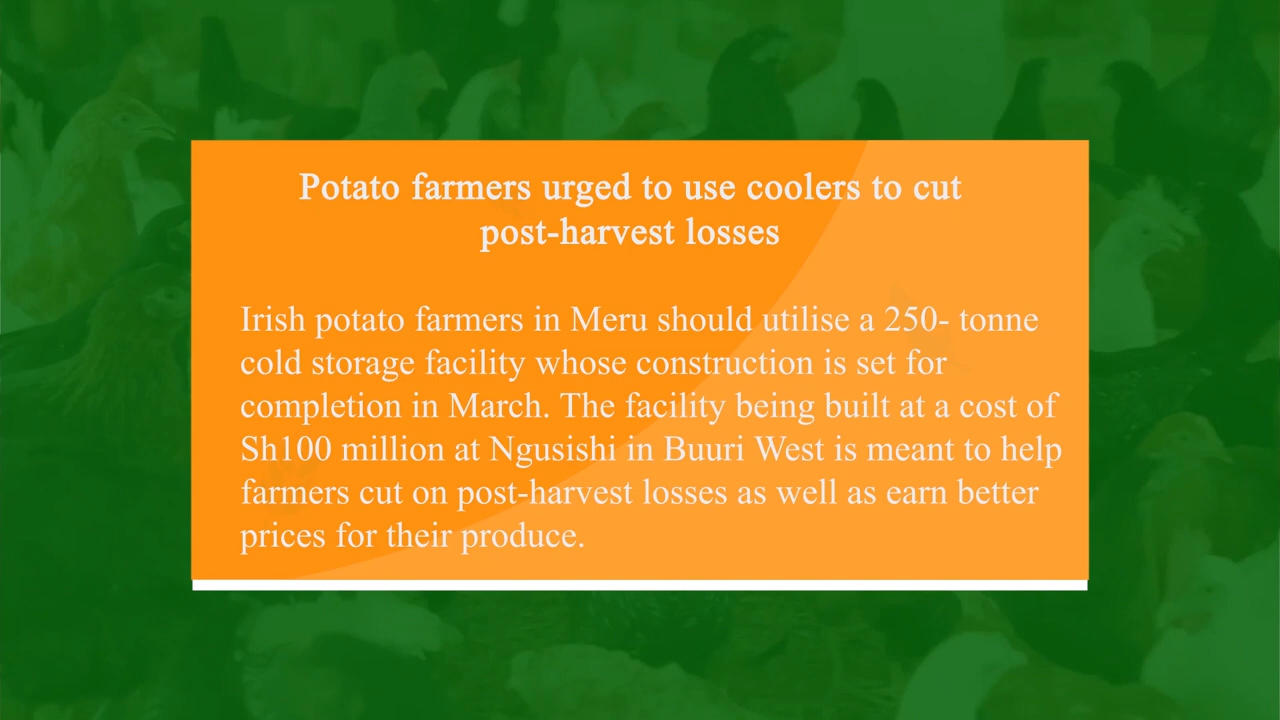 Potato farmers urged to use coolers to cut
post-harvest losses
Irish potato farmers in Meru should utilise a 250- tonne
cold storage facility whose construction is set for
completion in March. The facility being built at a cost of
Sh100 million at Ngusishi in Buuri West is meant to help
farmers cut on post-harvest losses as well as earn better
prices for their produce.